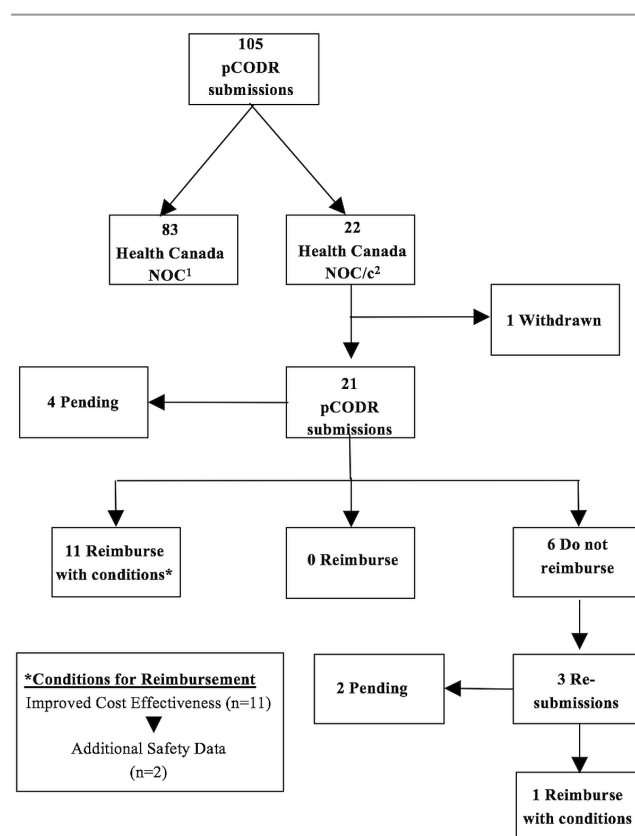 105
pCODR
submissions
83
Health Canada
NOC¹
22
Health Canada
NOC/c²
1 Withdrawn
4 Pending
21
pCODR
submissions
11 Reimburse
with conditions*
0 Reimburse
6 Do not
reimburse
*Conditions for Reimbursement
Improved Cost Effectiveness (n=11)
Additional Safety Data
(n=2)
2 Pending
3 Re-
submissions
1 Reimburse
with conditions